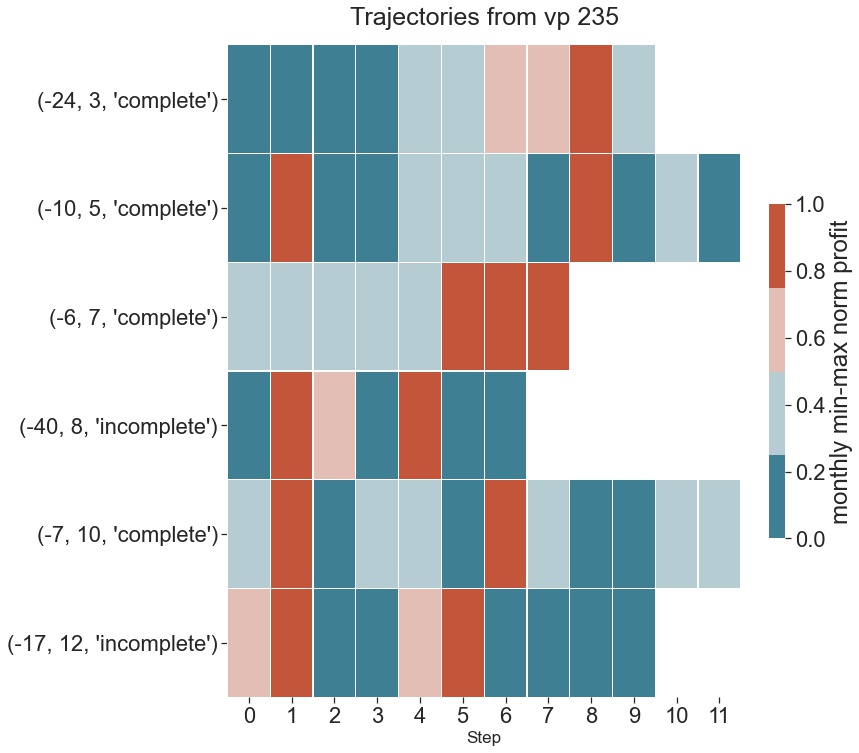 Trajectories from vp 235
(-24, 3, 'complete')
(-10, 5, 'complete')
(-6, 7, 'complete')
(-40, 8, 'incomplete')
(-7, 10, 'complete')
(-17, 12, 'incomplete')
0 1 2 3 4 5 6 7 8 9 10 11
Step
1.0
0.8
0.6
0.4
0.2
0.0
monthly min-max norm profit